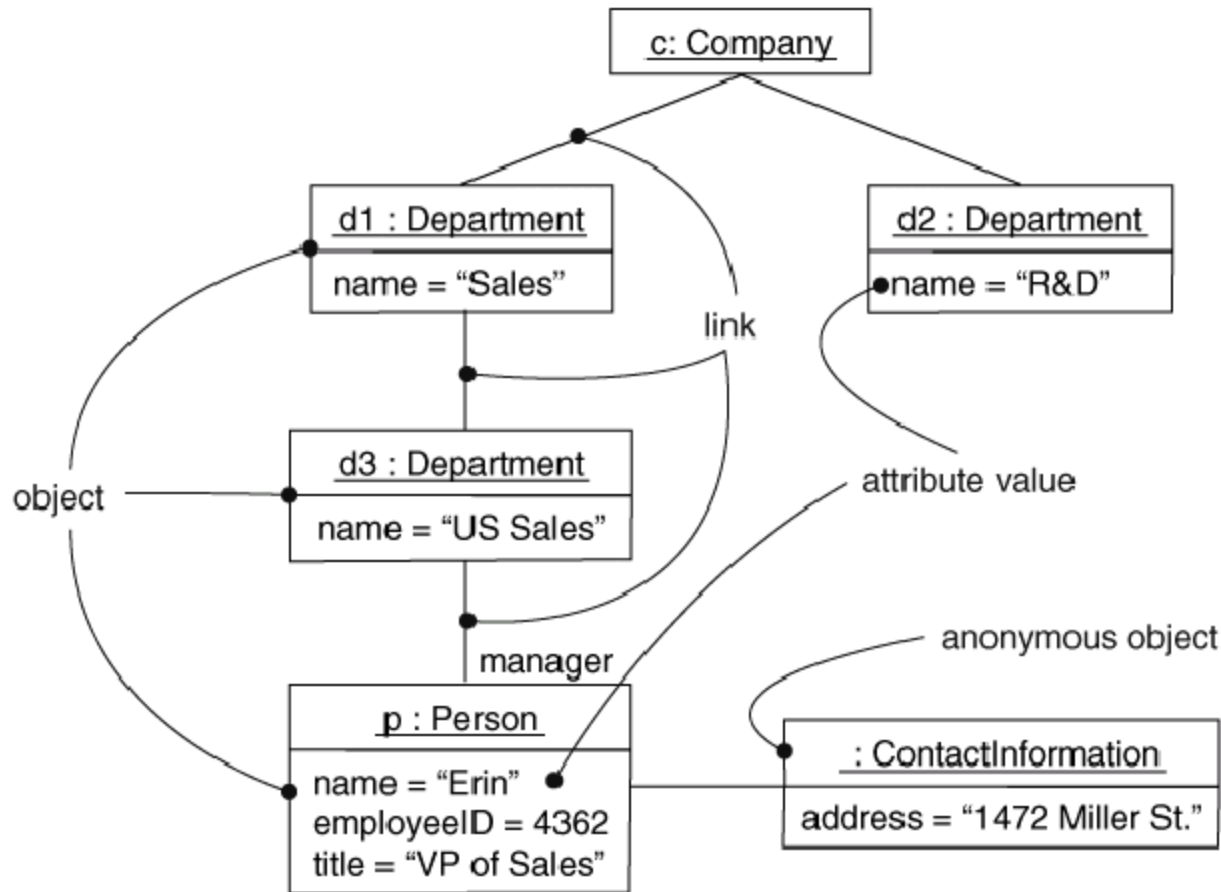 c: Company
d1 : Department
name = “Sales”
d2 : Department
name = “R&D”
link
d3 : Department
name = “US Sales”
object
attribute value
manager
anonymous object
p : Person
name = “Erin”
employeeID = 4362
title = “VP of Sales”
: ContactInformation
address = “1472 Miller St.”